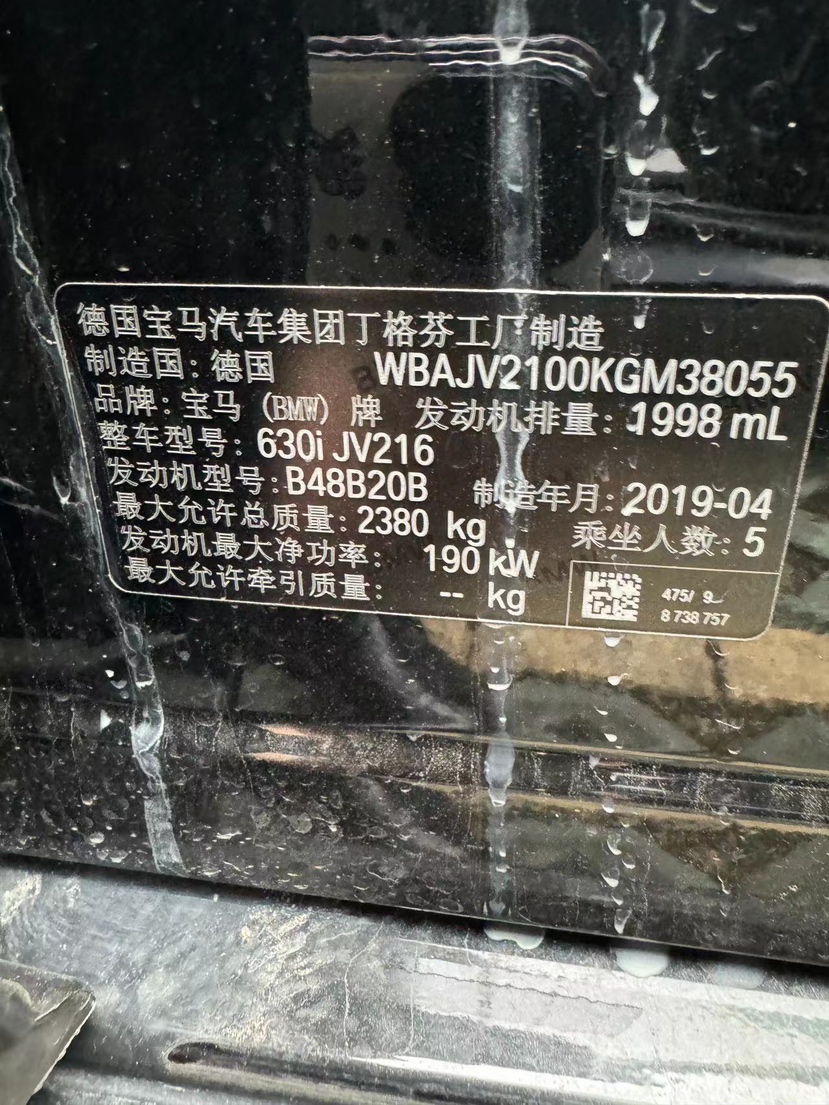 德国宝马汽车集团丁格芬工厂制造
制造国：德国 WBAJV2100KGM38055
品牌：宝马 (BMW) 牌 发动机排量：1998 mL
整车型号：630i JV216
发动机型号：B48B20B 制造年月：2019-04
最大允许总质量：2380 kg 乘坐人数：5
发动机最大净功率： 190 kW
最大允许牵引质量： -- kg
475/ 9
8 738 757